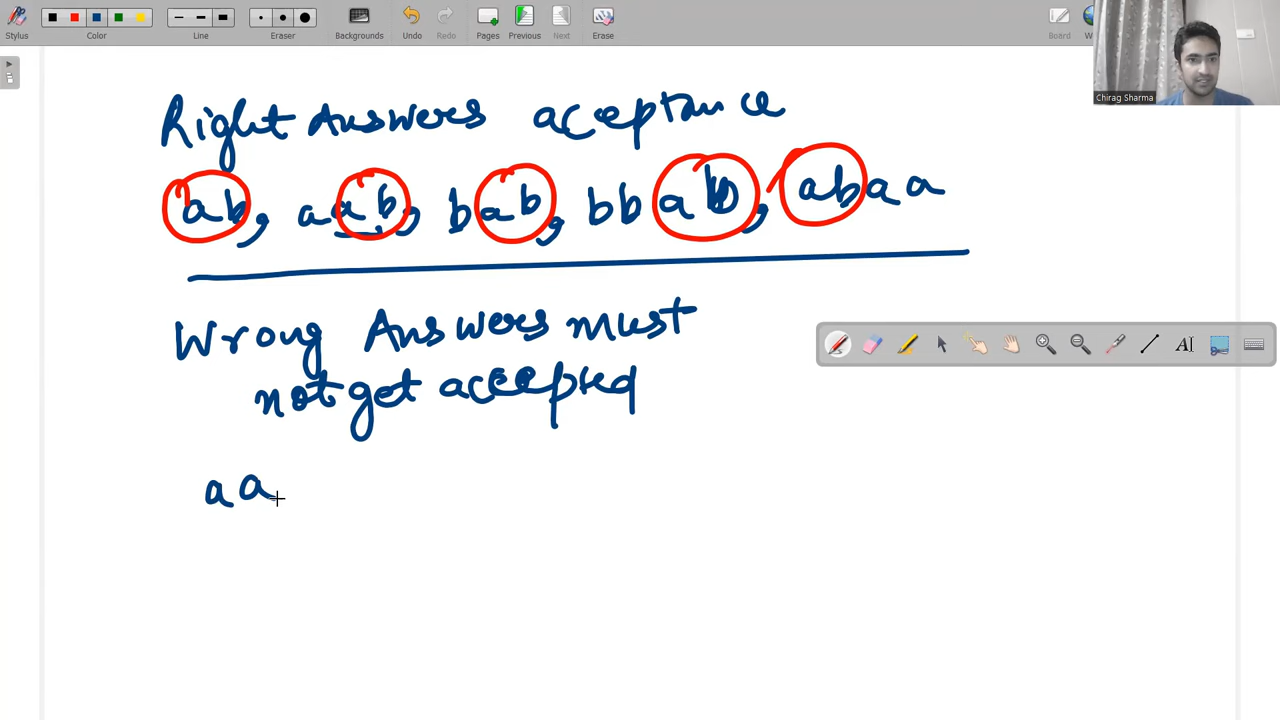 Stylus
Color
Line
Eraser
Backgrounds
Undo
Redo
Pages
Previous
Next
Erase
Board
Chirag Sharma
Right Answers aceptance
ab, aab, bab, bbab, abaa
Wrong Answers must
not get accepted
aa